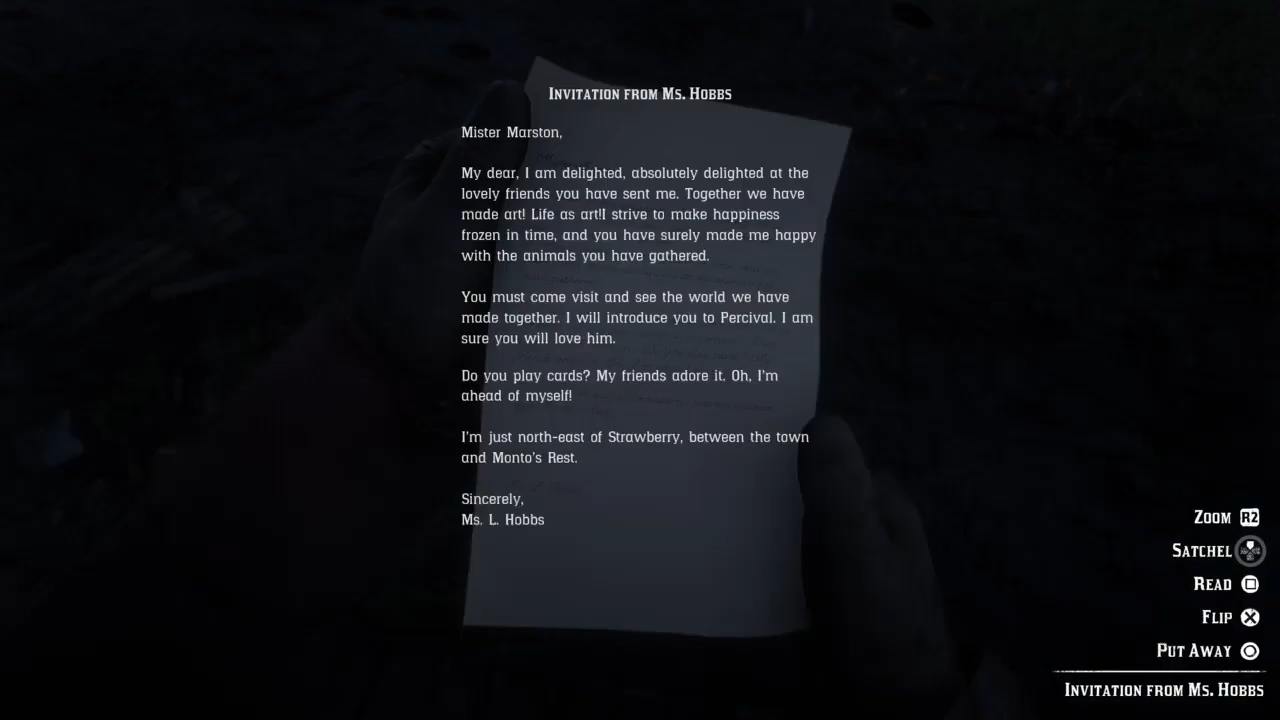 INVITATION FROM MS. HOBBS
Mister Marston,
My dear, I am delighted, absolutely delighted at the
lovely friends you have sent me. Together we have
made art! Life as art!I strive to make happiness
frozen in time, and you have surely made me happy
with the animals you have gathered.
You must come visit and see the world we have
made together. I will introduce you to Percival. I am
sure you will love him.
Do you play cards? My friends adore it. Oh, I'm
ahead of myself!
I'm just north-east of Strawberry, between the town
and Monto's Rest.
Sincerely,
Ms. L. Hobbs
ZOOM R2
SATCHEL
READ
FLIP
PUT AWAY
INVITATION FROM MS. HOBBS